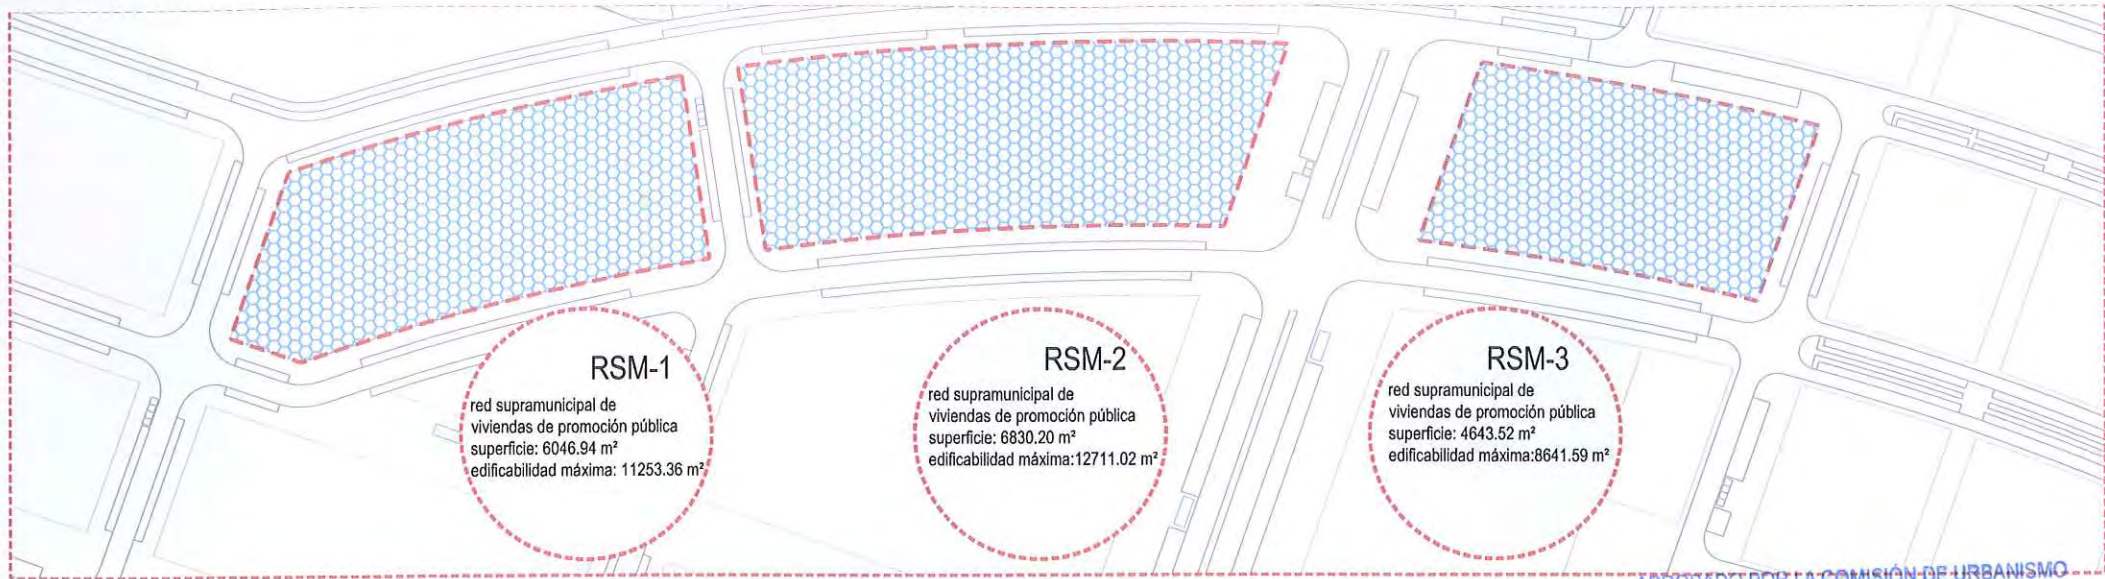 RSM-1
red supramunicipal de
viviendas de promoción pública
superficie: 6046.94 m²
edificabilidad máxima: 11253.36 m²
RSM-2
red supramunicipal de
viviendas de promoción pública
superficie: 6830.20 m²
edificabilidad máxima:12711.02 m²
RSM-3
red supramunicipal de
viviendas de promoción pública
superficie: 4643.52 m²
edificabilidad máxima:8641.59 m²
APROBADO POR LA COMISIÓN DE URBANISMO